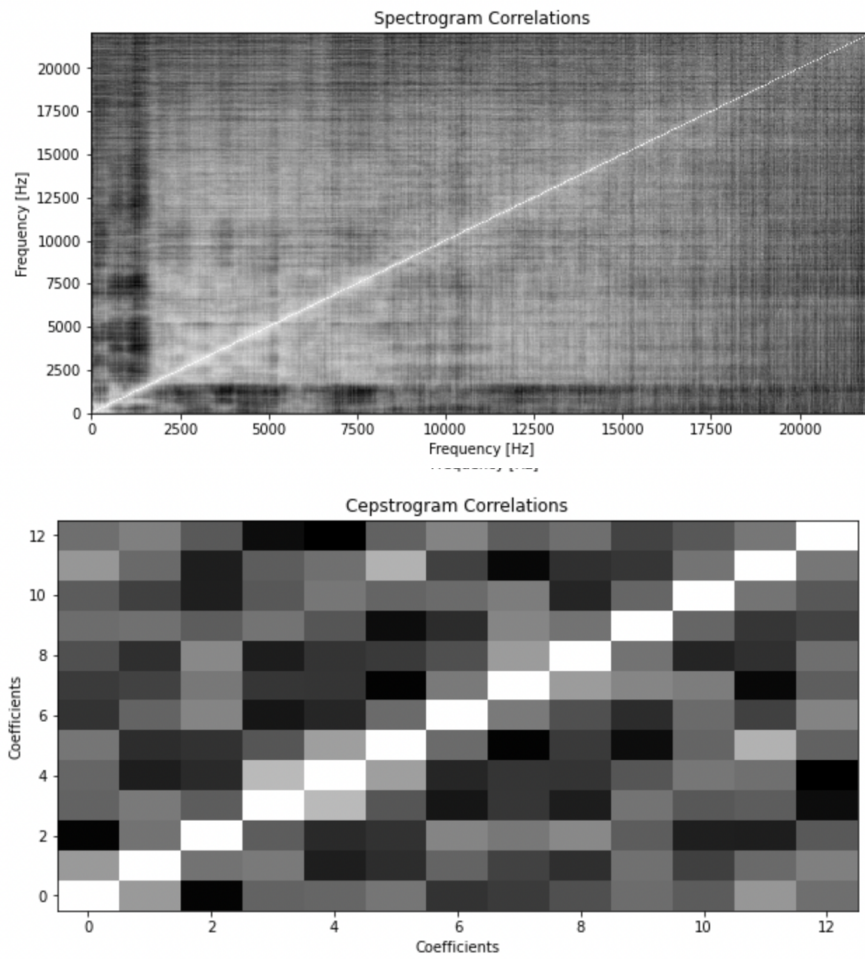 Spectrogram Correlations
20000
17500
15000
12500
10000
7500
5000
2500
0
Frequency [Hz]
0 2500 5000 7500 10000 12500 15000 17500 20000
Frequency [Hz]
Cepstrogram Correlations
12
10
8
6
4
2
0
Coefficients
0 2 4 6 8 10 12
Coefficients